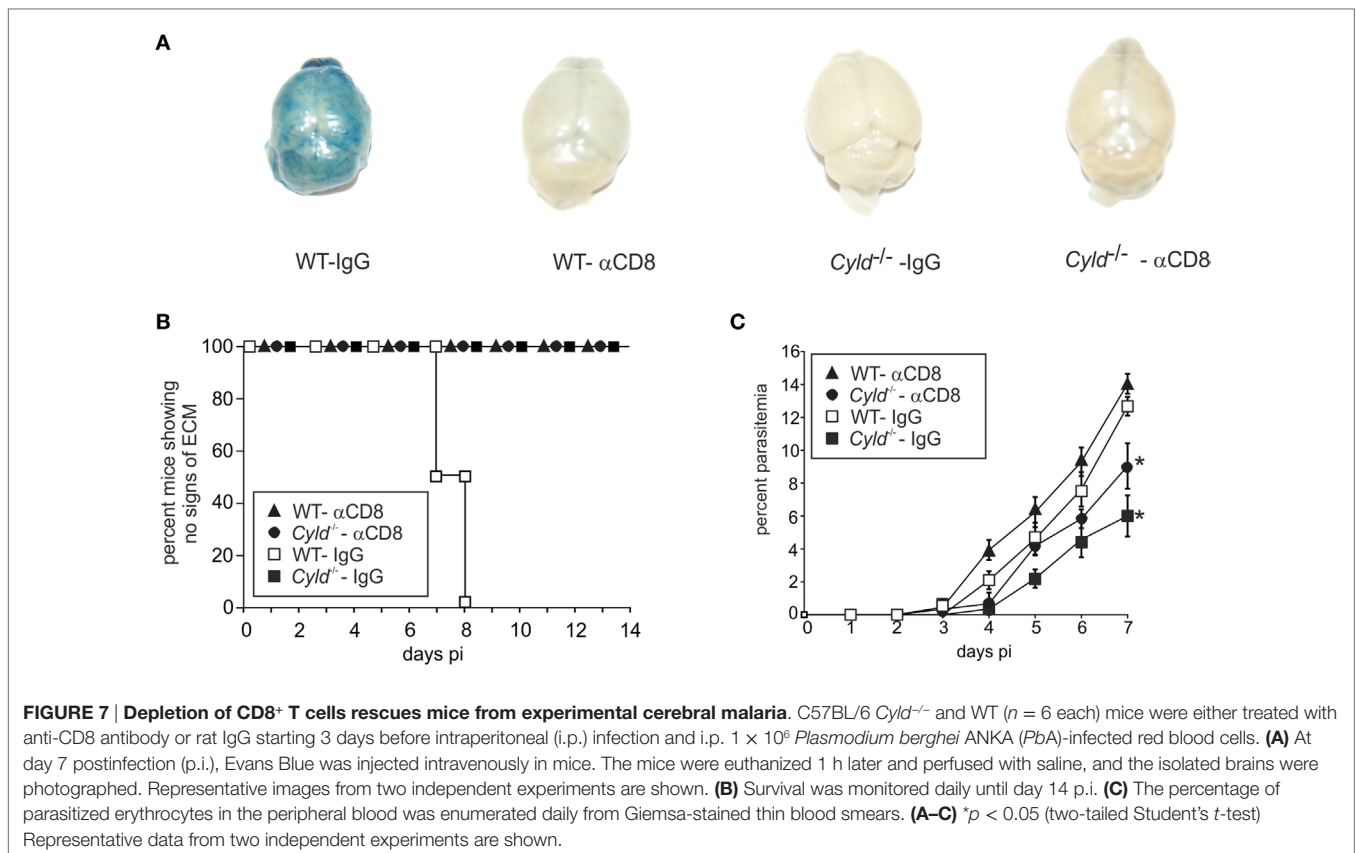 A
WT-IgG
WT- αCD8
Cyld-/- -IgG
Cyld-/- - αCD8
B
percent mice showing
no signs of ECM
100
80
60
40
20
0
WT- αCD8
Cyld-/- - αCD8
WT- IgG
Cyld-/- - IgG
0 2 4 6 8 10 12 14
days pi
C
percent parasitemia
16
14
12
10
8
6
4
2
0
WT- αCD8
Cyld-/- - αCD8
WT- IgG
Cyld-/- - IgG
*
*
0 1 2 3 4 5 6 7
days pi
FIGURE 7 | Depletion of CD8⁺ T cells rescues mice from experimental cerebral malaria. C57BL/6 Cyld⁻/⁻ and WT (n = 6 each) mice were either treated with
anti-CD8 antibody or rat IgG starting 3 days before intraperitoneal (i.p.) infection and i.p. 1 × 10⁶ Plasmodium berghei ANKA (PbA)-infected red blood cells. (A) At
day 7 postinfection (p.i.), Evans Blue was injected intravenously in mice. The mice were euthanized 1 h later and perfused with saline, and the isolated brains were
photographed. Representative images from two independent experiments are shown. (B) Survival was monitored daily until day 14 p.i. (C) The percentage of
parasitized erythrocytes in the peripheral blood was enumerated daily from Giemsa-stained thin blood smears. (A–C) *p < 0.05 (two-tailed Student's t-test)
Representative data from two independent experiments are shown.